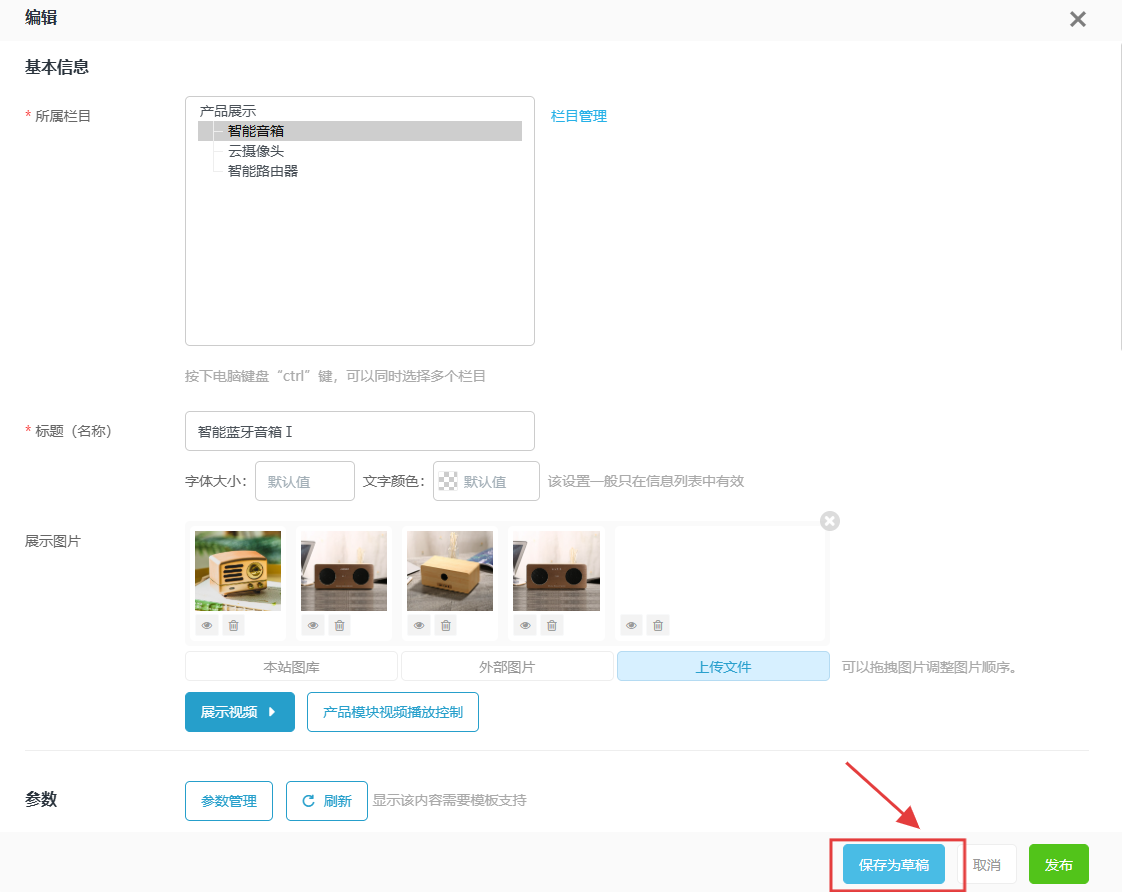 编辑
基本信息
* 所属栏目
产品展示
智能音箱
云摄像头
智能路由器
栏目管理
按下电脑键盘“ctrl”键，可以同时选择多个栏目
* 标题（名称）
智能蓝牙音箱 I
字体大小： 默认值 文字颜色： 默认值 该设置一般只在信息列表中有效
展示图片
本站图库 外部图片 上传文件 可以拖拽图片调整图片顺序。
展示视频 产品模块视频播放控制
参数 参数管理 刷新 显示该内容需要模板支持
保存为草稿 取消 发布